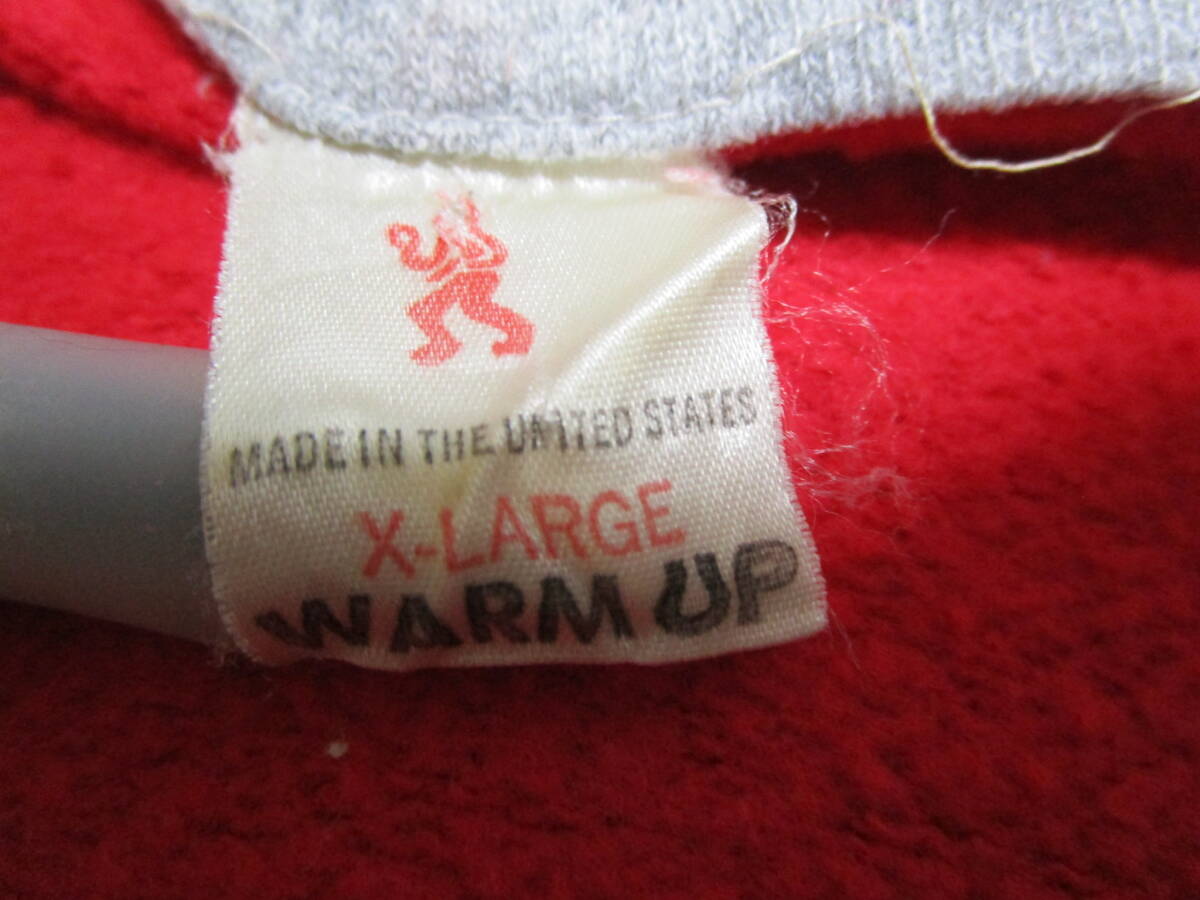 MADE IN THE UNITED STATES
X-LARGE
WARM UP